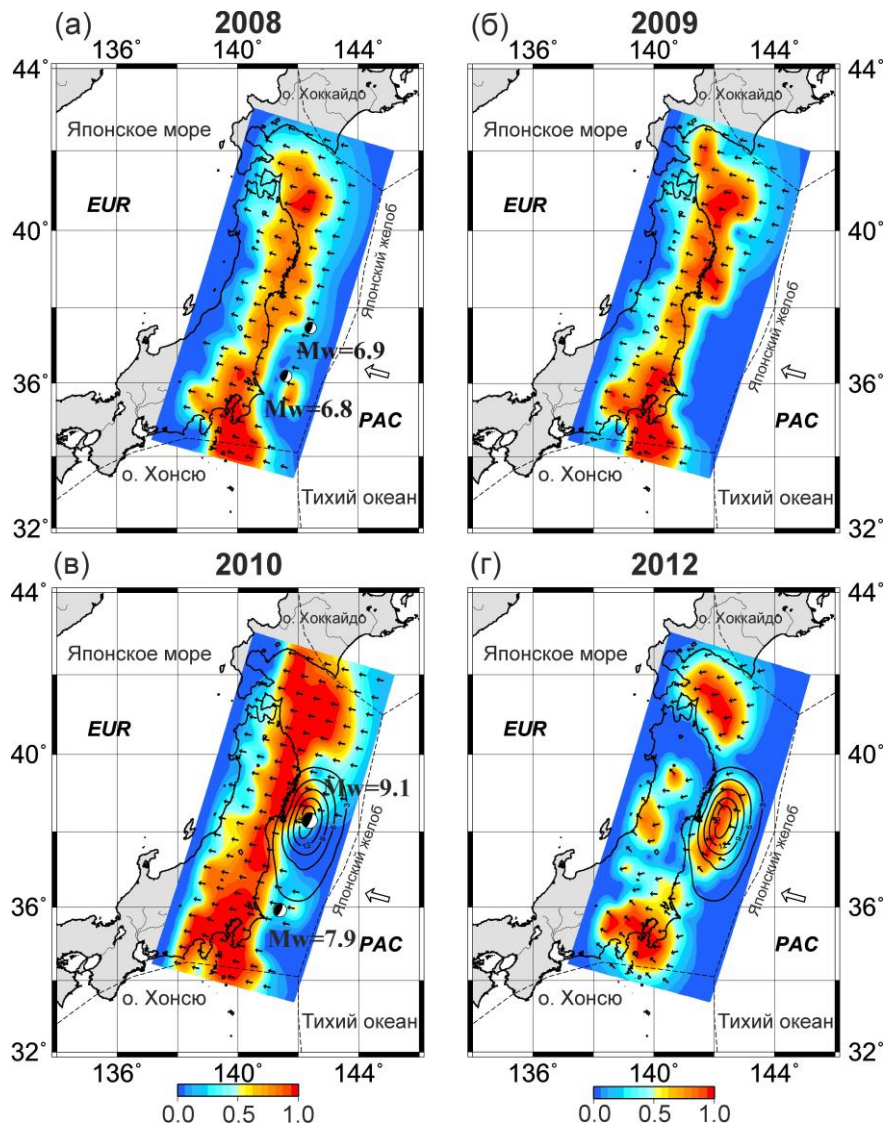 (а) 2008
136° 140° 144°
44°
о. Хоккайдо
Японское море
EUR
40°
Японский желоб
Mw=6.9
36°
Mw=6.8
PAC
о. Хонсю
Тихий океан
32°
(б) 2009
136° 140° 144°
44°
о. Хоккайдо
Японское море
EUR
40°
Японский желоб
36°
PAC
о. Хонсю
Тихий океан
32°
(в) 2010
44°
о. Хоккайдо
Японское море
EUR
40°
Mw=9.1
Японский желоб
36°
Mw=7.9
PAC
о. Хонсю
Тихий океан
32°
136° 140° 144°
0.0 0.5 1.0
(г) 2012
44°
о. Хоккайдо
Японское море
EUR
40°
Японский желоб
36°
PAC
о. Хонсю
Тихий океан
32°
136° 140° 144°
0.0 0.5 1.0